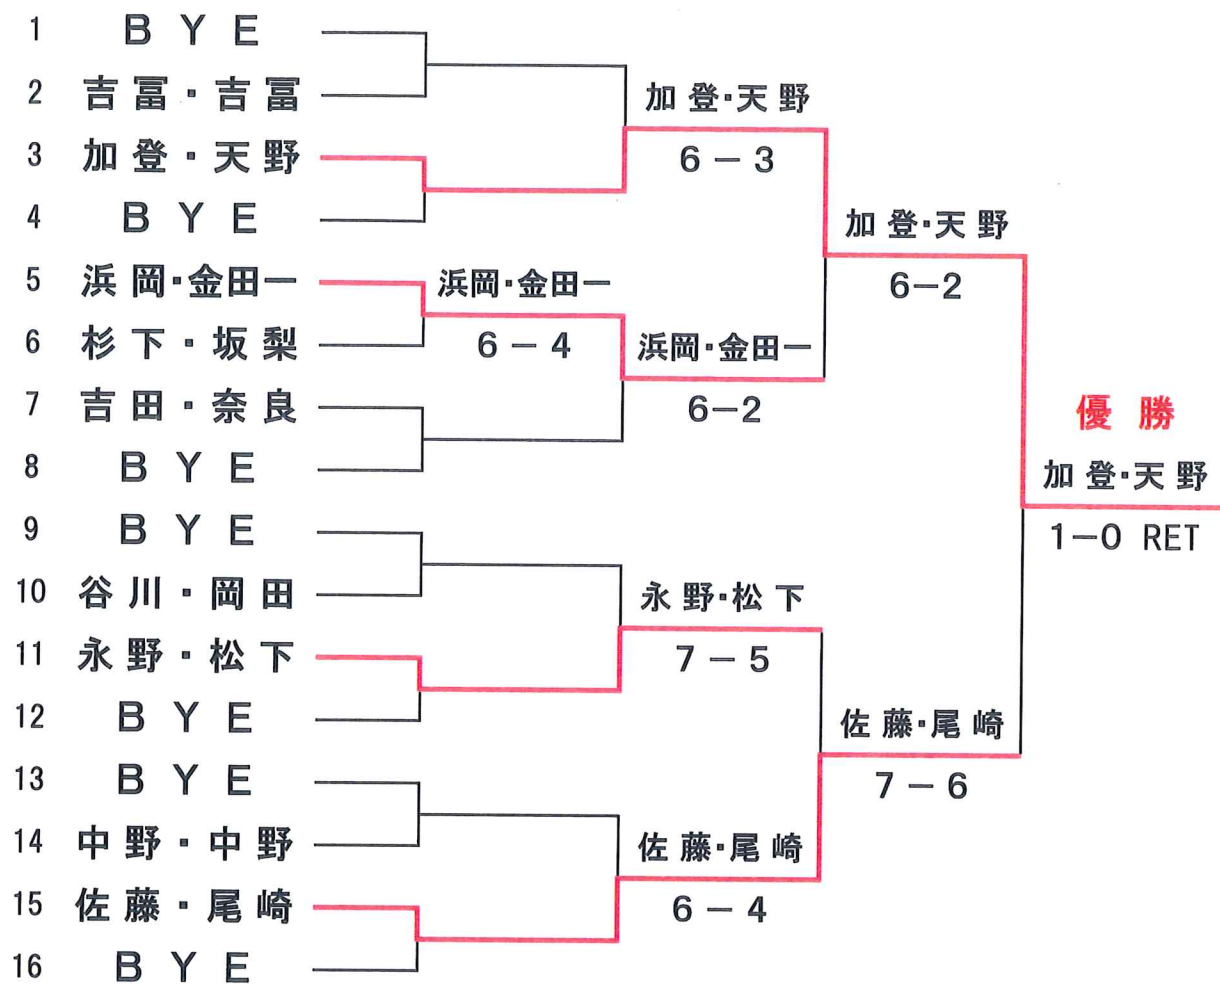 1 BYE
2 吉冨・吉冨
加登・天野
3 加登・天野
6-3
4 BYE
加登・天野
5 浜岡・金田一
浜岡・金田一
6-2
6 杉下・坂梨
6-4
浜岡・金田一
7 吉田・奈良
6-2
優勝
8 BYE
加登・天野
9 BYE
1-0 RET
10 谷川・岡田
永野・松下
11 永野・松下
7-5
12 BYE
佐藤・尾崎
13 BYE
7-6
14 中野・中野
佐藤・尾崎
15 佐藤・尾崎
6-4
16 BYE